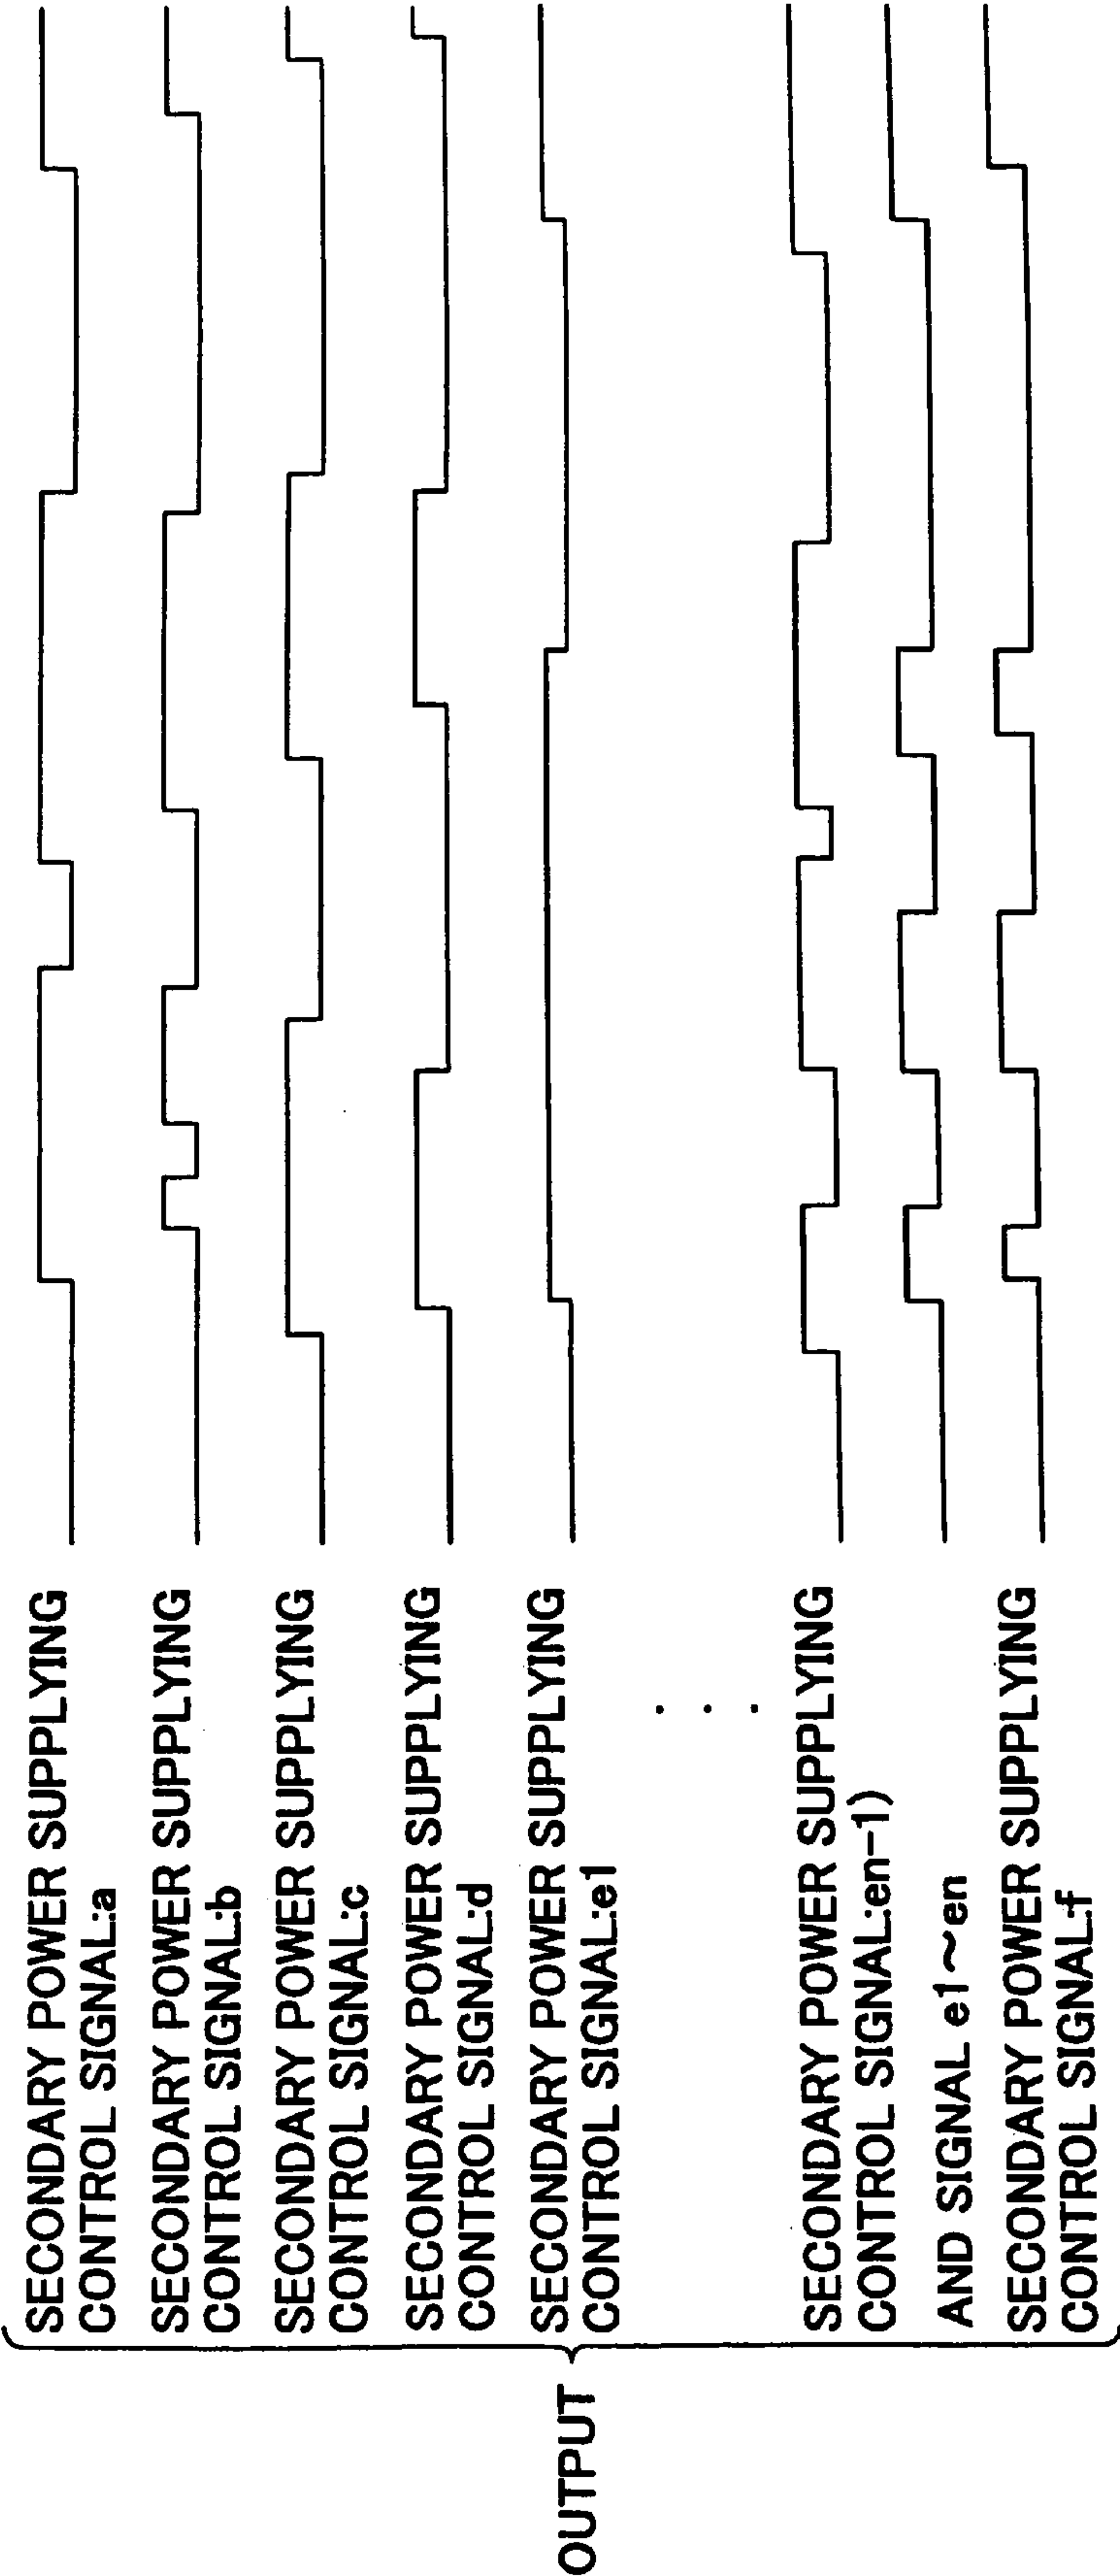 OUTPUT
SECONDARY POWER SUPPLYING
CONTROL SIGNAL:a
SECONDARY POWER SUPPLYING
CONTROL SIGNAL:b
SECONDARY POWER SUPPLYING
CONTROL SIGNAL:c
SECONDARY POWER SUPPLYING
CONTROL SIGNAL:d
SECONDARY POWER SUPPLYING
CONTROL SIGNAL:e1
. . .
SECONDARY POWER SUPPLYING
CONTROL SIGNAL:en-1)
AND SIGNAL e1~en
SECONDARY POWER SUPPLYING
CONTROL SIGNAL:f